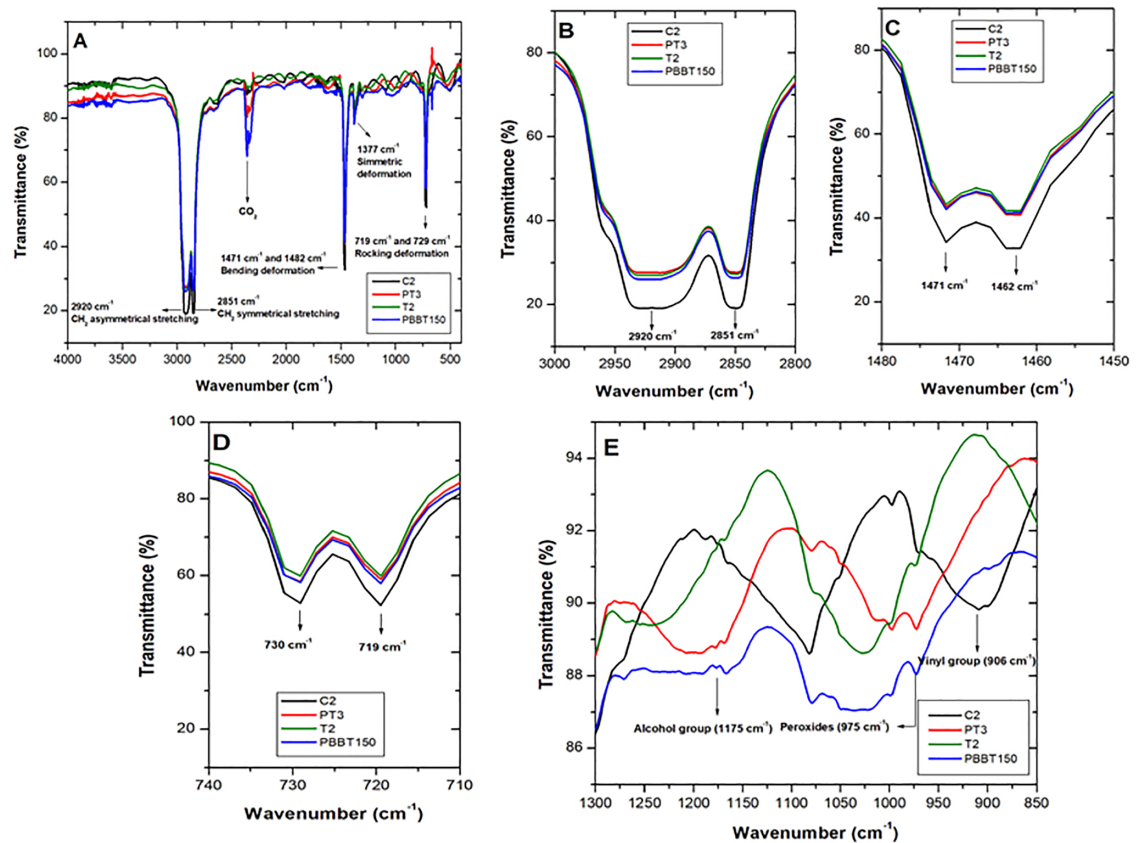 A
Transmittance (%)
100
80
60
40
20
1377 cm-1
Simmetric
deformation
CO2
719 cm-1 and 729 cm-1
Rocking deformation
1471 cm-1 and 1482 cm-1
Bending deformation
2920 cm-1
CH2 asymmetrical stretching
2851 cm-1
CH2 symmetrical stretching
C2
PT3
T2
PBBT150
4000 3500 3000 2500 2000 1500 1000 500
Wavenumber (cm-1)
B
Transmittance (%)
80
60
40
20
C2
PT3
T2
PBBT150
2920 cm-1
2851 cm-1
3000 2950 2900 2850 2800
Wavenumber (cm-1)
C
Transmittance (%)
80
60
40
20
C2
PT3
T2
PBBT150
1471 cm-1
1462 cm-1
1480 1470 1460 1450
Wavenumber (cm-1)
D
Transmittance (%)
100
80
60
40
20
730 cm-1
719 cm-1
C2
PT3
T2
PBBT150
740 730 720 710
Wavenumber (cm-1)
E
Transmittance (%)
94
92
90
88
86
Vinyl group (906 cm-1)
Alcohol group (1175 cm-1)
Peroxides (975 cm-1)
C2
PT3
T2
PBBT150
1300 1250 1200 1150 1100 1050 1000 950 900 850
Wavenumber (cm-1)